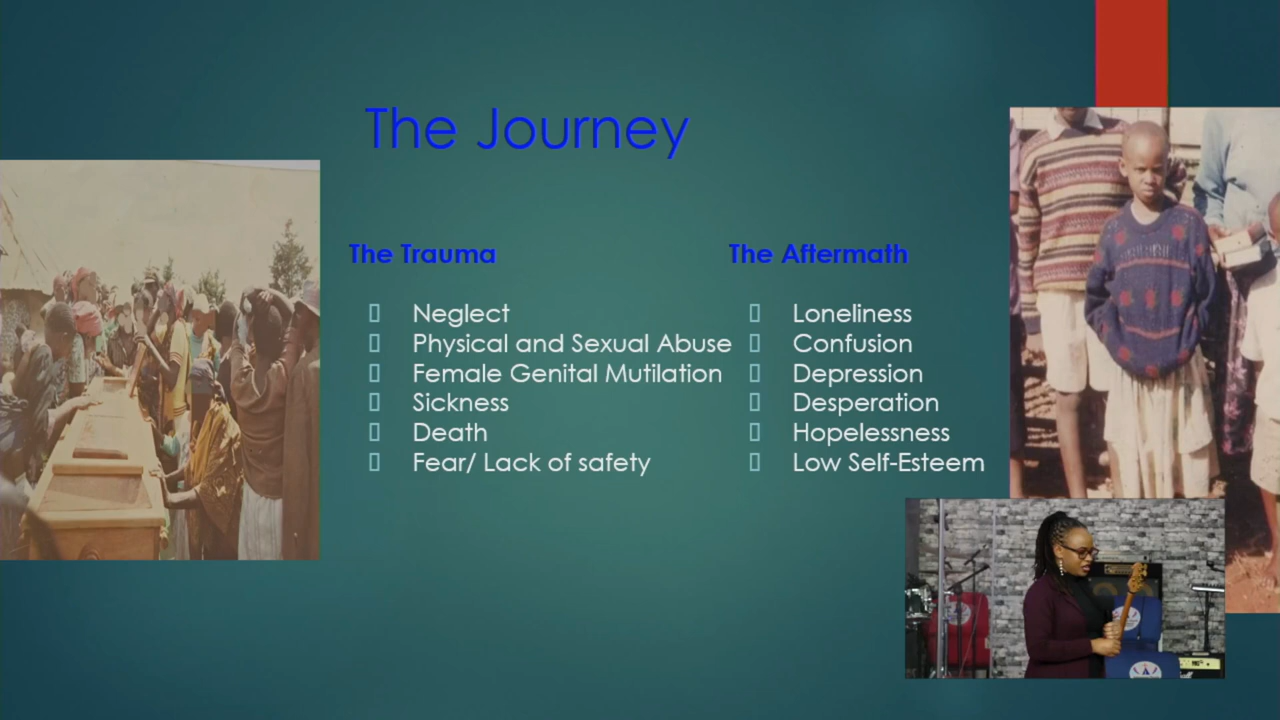 The Journey
The Trauma
Neglect
Physical and Sexual Abuse
Female Genital Mutilation
Sickness
Death
Fear/ Lack of safety
The Aftermath
Loneliness
Confusion
Depression
Desperation
Hopelessness
Low Self-Esteem